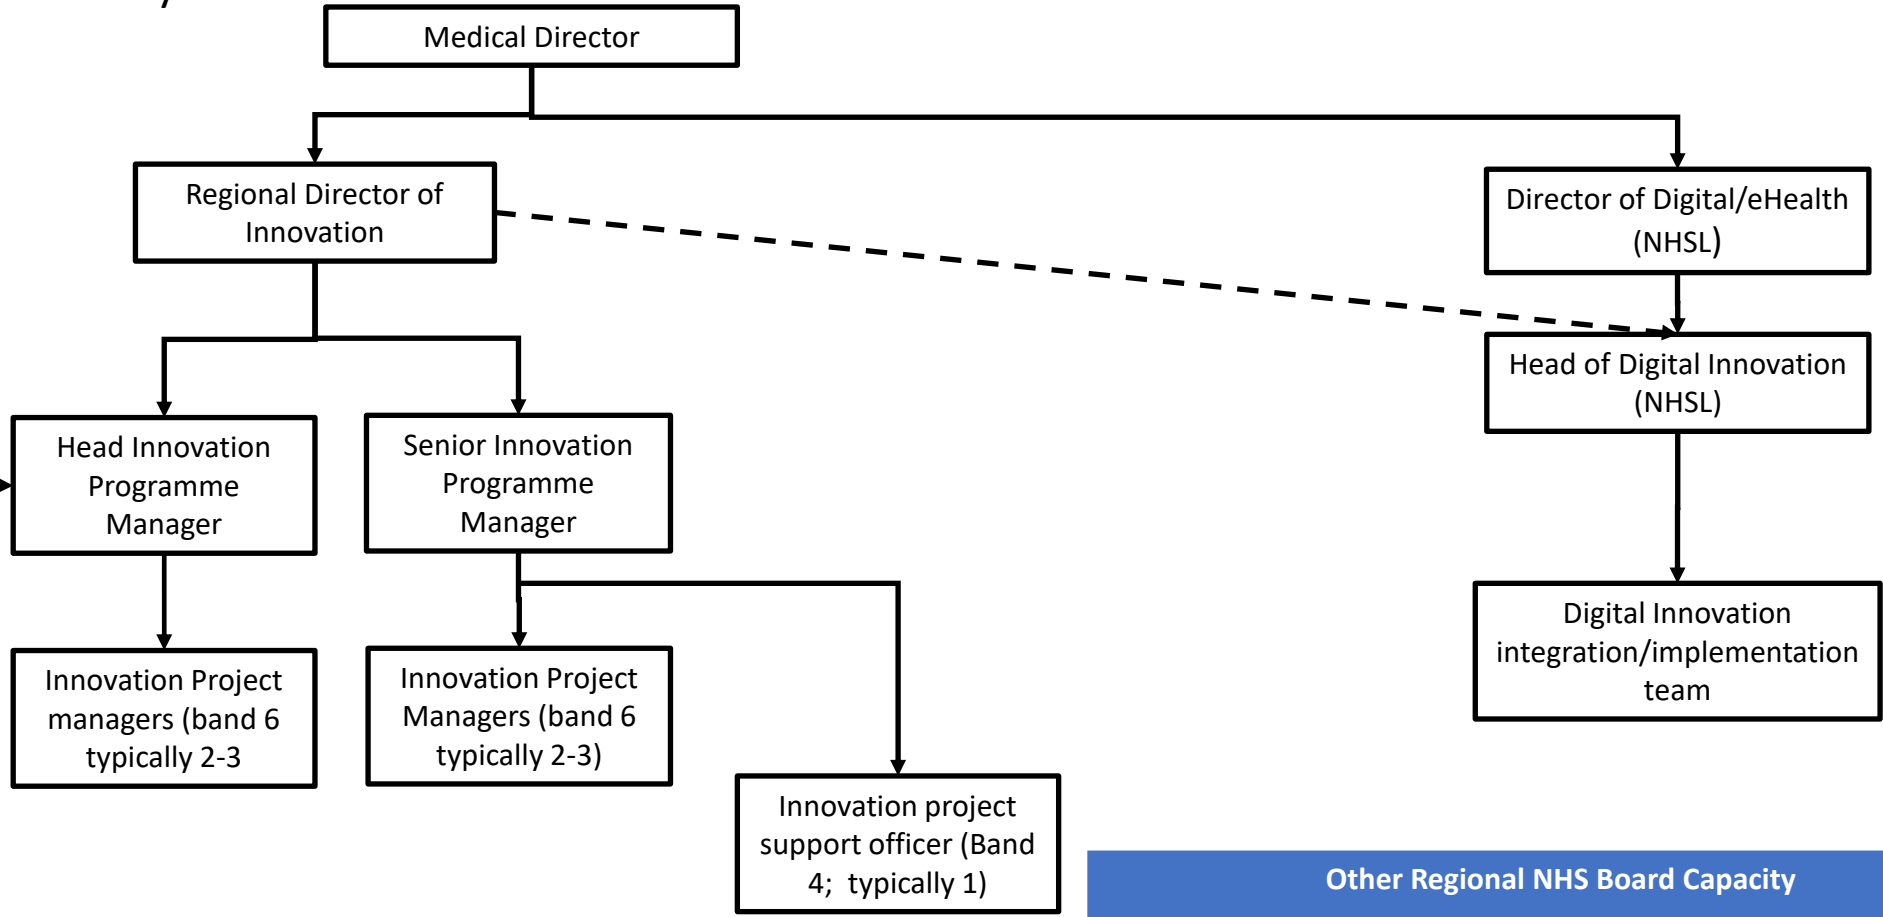 Medical Director
Regional Director of
Innovation
Director of Digital/eHealth
(NHSL)
Head of Digital Innovation
(NHSL)
Head Innovation
Programme
Manager
Senior Innovation
Programme
Manager
Innovation Project
managers (band 6
typically 2-3
Innovation Project
Managers (band 6
typically 2-3)
Digital Innovation
integration/implementation
team
Innovation project
support officer (Band
4;  typically 1)
Other Regional NHS Board Capacity